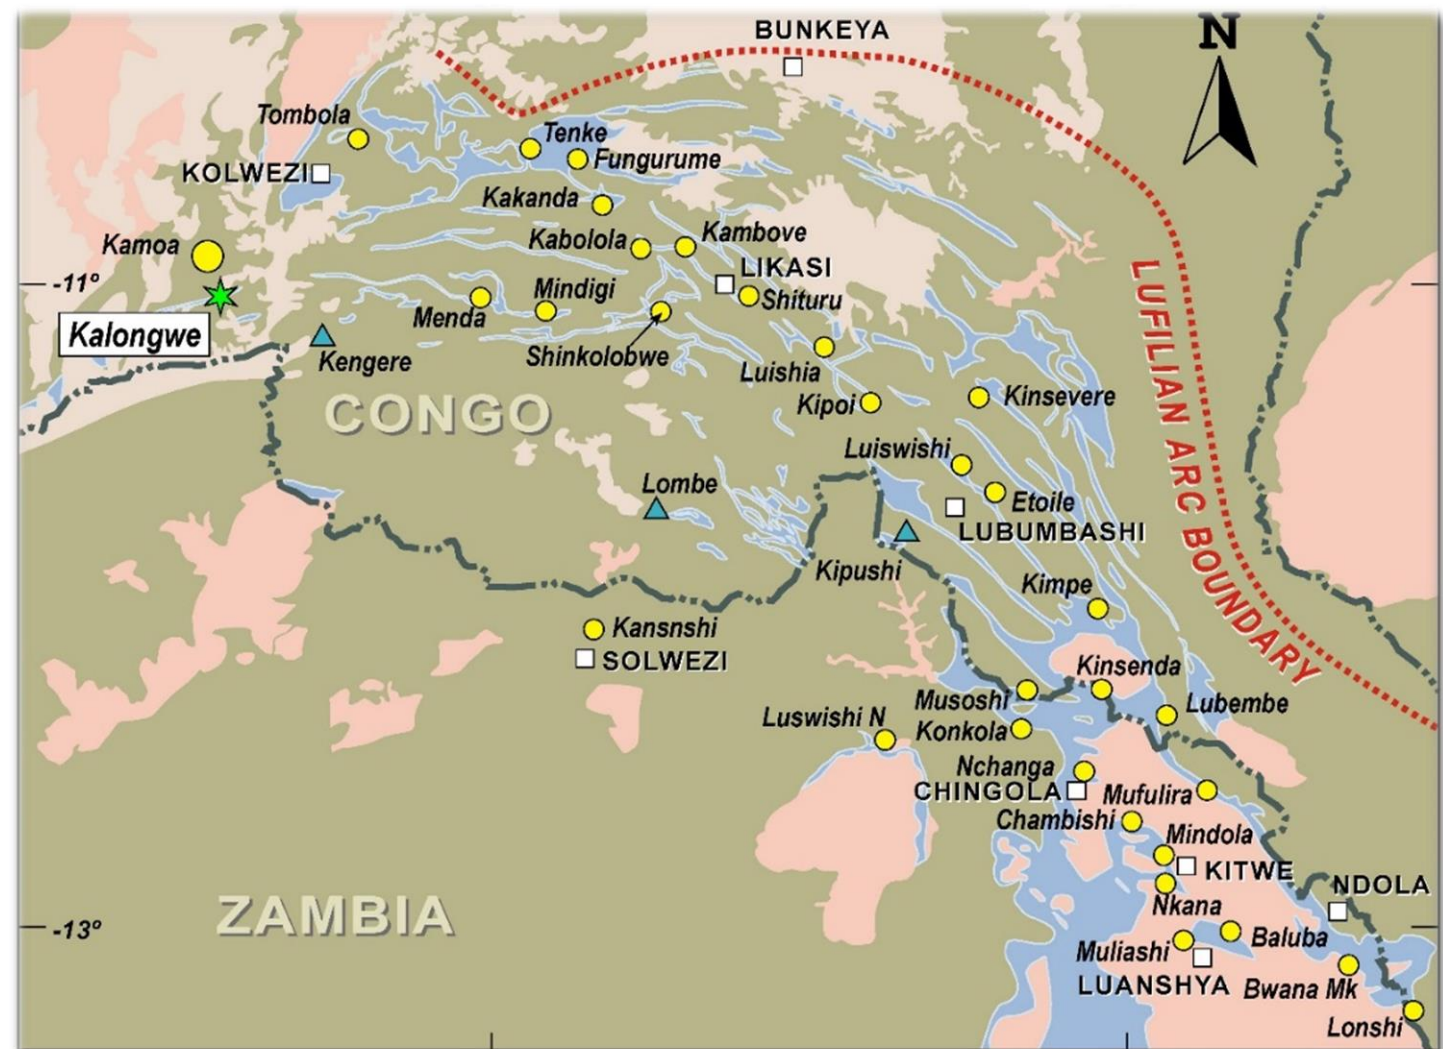 N
BUNKEYA
Tombola
Tenke
Fungurume
KOLWEZI
Kakanda
Kamoa
Kabolola
Kambove
LIKASI
-11º
Mindigi
Shituru
Menda
Kalongwe
Kengere
Shinkolobwe
Luishia
LUFILIAN ARC BOUNDARY
CONGO
Kipoi
Kinsevere
Luiswishi
Lombe
Etoile
LUBUMBASHI
Kipushi
Kimpe
Kansnshi
SOLWEZI
Kinsenda
Musoshi
Lubembe
Luswishi N
Konkola
Nchanga
CHINGOLA
Mufulira
Chambishi
Mindola
KITWE
NDOLA
ZAMBIA
Nkana
-13º
Baluba
Muliashi
LUANSHYA
Bwana Mk
Lonshi